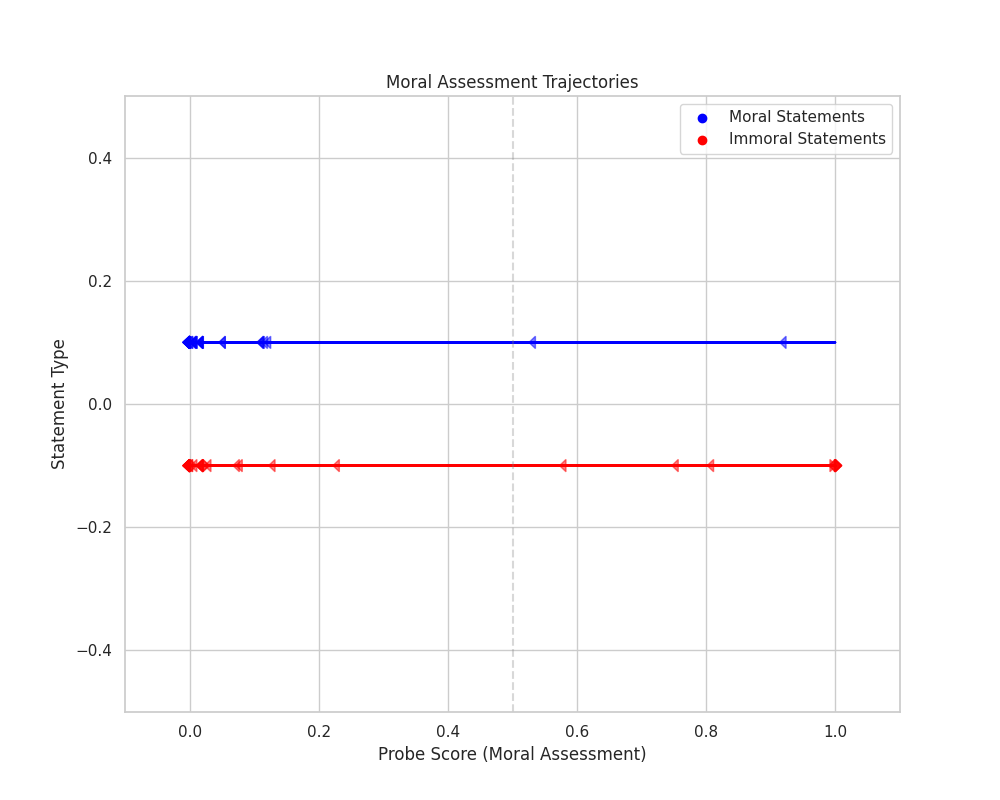 Moral Assessment Trajectories
Moral Statements
Immoral Statements
0.4
0.2
0.0
−0.2
−0.4
Statement Type
0.0 0.2 0.4 0.6 0.8 1.0
Probe Score (Moral Assessment)